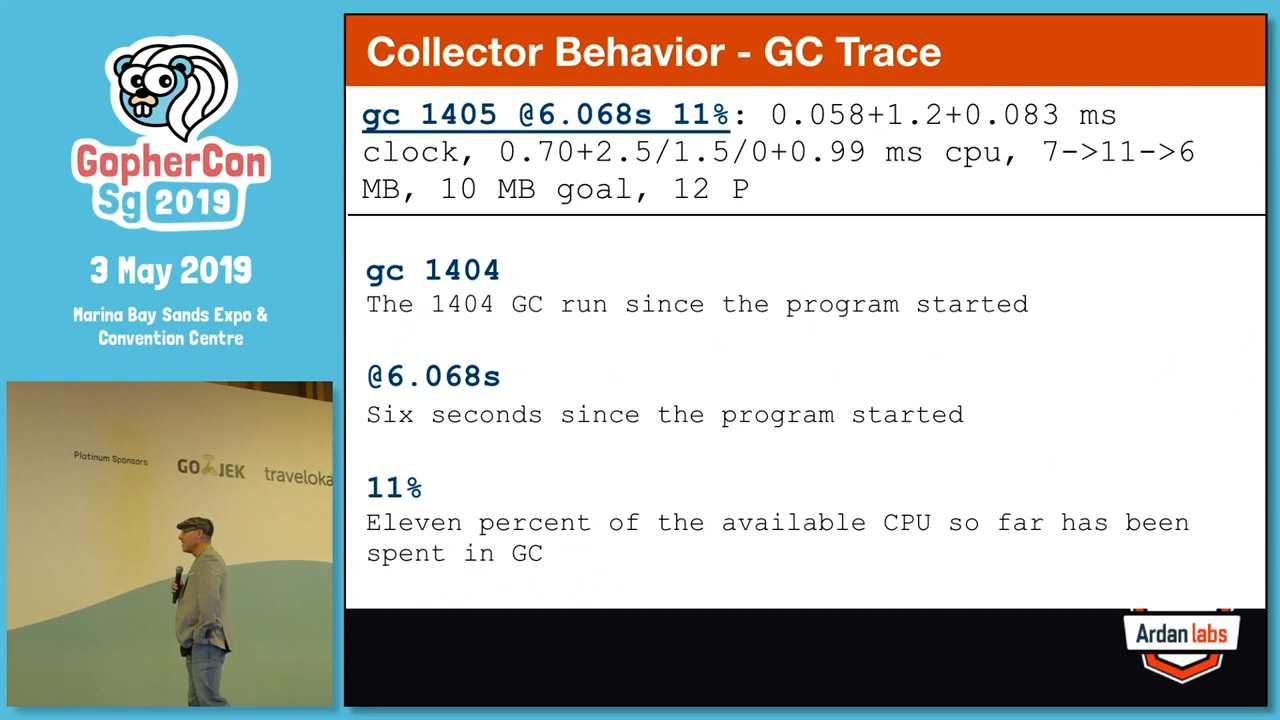 GopherCon
Sg 2019
3 May 2019
Marina Bay Sands Expo &
Convention Centre
Platinum Sponsors
GO JEK
traveloka
Collector Behavior - GC Trace
gc 1405 @6.068s 11%: 0.058+1.2+0.083 ms
clock, 0.70+2.5/1.5/0+0.99 ms cpu, 7->11->6
MB, 10 MB goal, 12 P
gc 1404
The 1404 GC run since the program started
@6.068s
Six seconds since the program started
11%
Eleven percent of the available CPU so far has been
spent in GC
Ardan labs